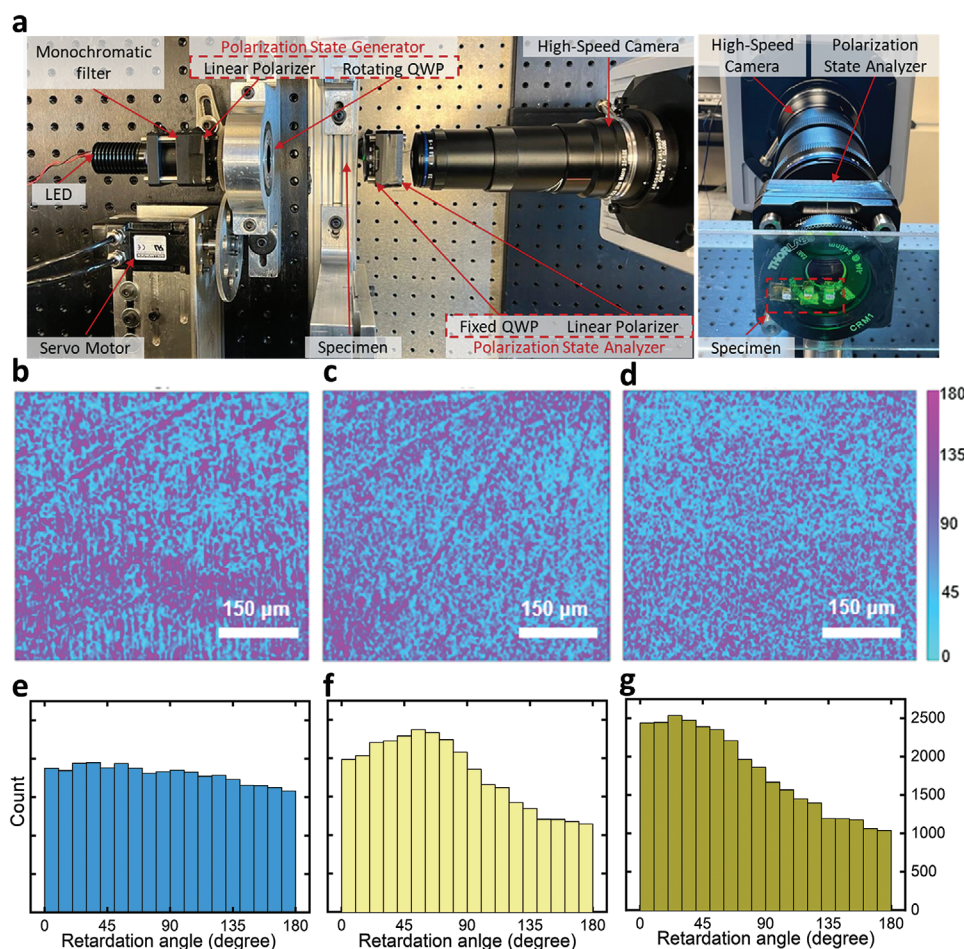 a
Monochromatic
filter
Polarization State Generator
Linear Polarizer
Rotating QWP
High-Speed Camera
LED
Servo Motor
Specimen
Fixed QWP
Linear Polarizer
Polarization State Analyzer
High-Speed
Camera
Polarization
State Analyzer
THORLABS
CRM1
Specimen
b
c
d
150 µm
150 µm
150 µm
180
135
90
45
0
e
f
g
Count
2500
2000
1500
1000
500
0
0
45
90
135
180
0
45
90
135
180
0
45
90
135
180
Retardation angle (degree)
Retardation angle (degree)
Retardation angle (degree)